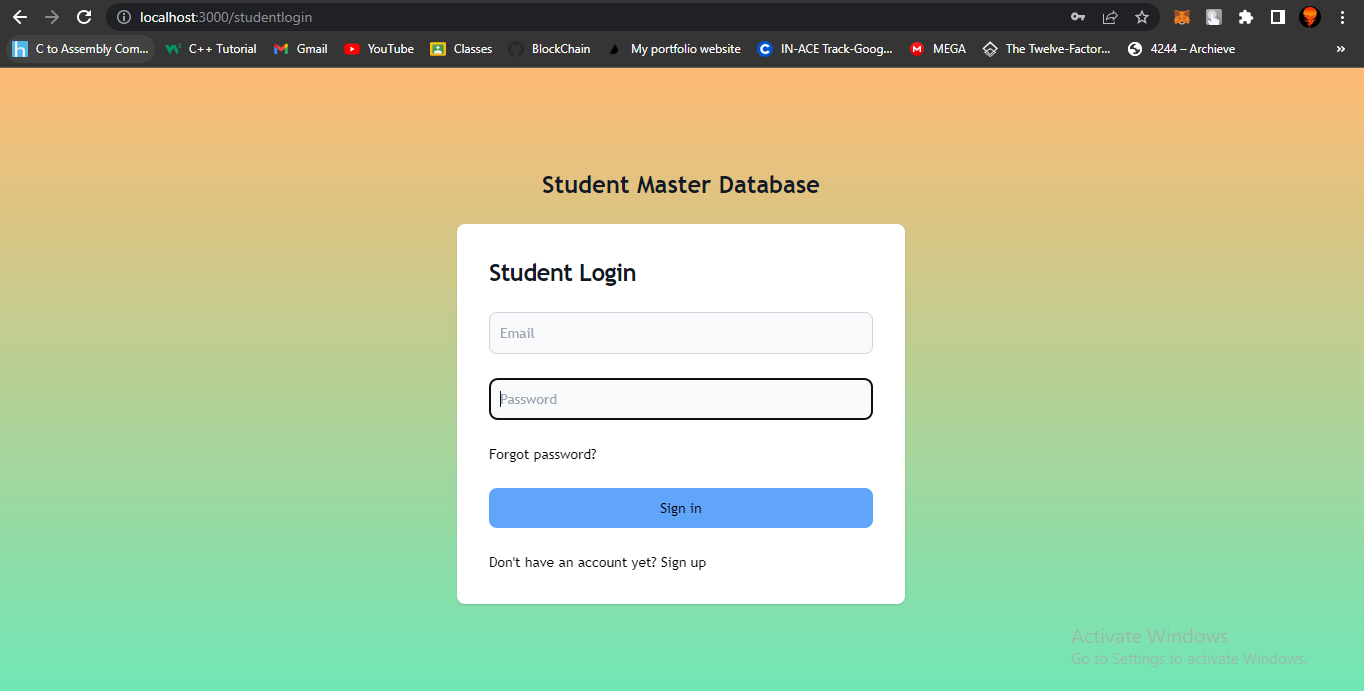 localhost:3000/studentlogin
C to Assembly Com... C++ Tutorial Gmail YouTube Classes BlockChain My portfolio website IN-ACE Track-Goog... MEGA The Twelve-Factor... 4244 – Archieve »
Student Master Database
Student Login
Email
Password
Forgot password?
Sign in
Don't have an account yet? Sign up
Activate Windows
Go to Settings to activate Windows.